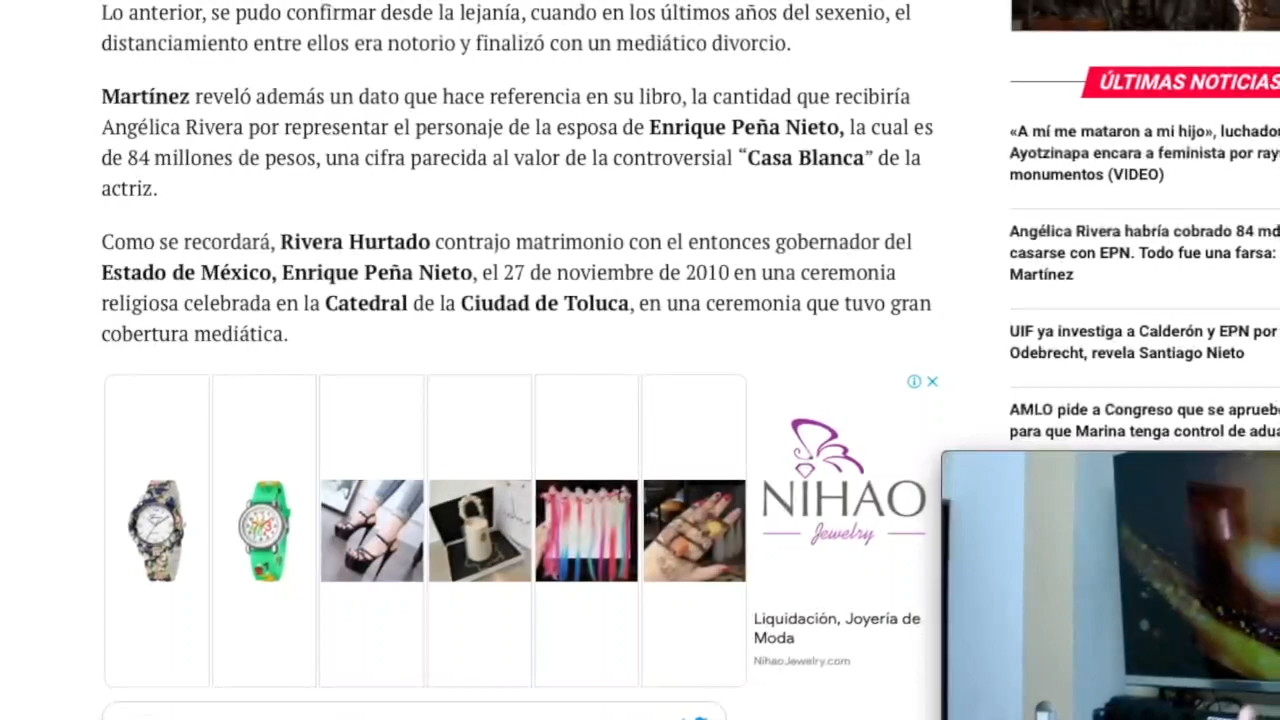 Lo anterior, se pudo confirmar desde la lejanía, cuando en los últimos años del sexenio, el
distanciamiento entre ellos era notorio y finalizó con un mediático divorcio.
Martínez reveló además un dato que hace referencia en su libro, la cantidad que recibiría
Angélica Rivera por representar el personaje de la esposa de Enrique Peña Nieto, la cual es
de 84 millones de pesos, una cifra parecida al valor de la controversial “Casa Blanca” de la
actriz.
Como se recordará, Rivera Hurtado contrajo matrimonio con el entonces gobernador del
Estado de México, Enrique Peña Nieto, el 27 de noviembre de 2010 en una ceremonia
religiosa celebrada en la Catedral de la Ciudad de Toluca, en una ceremonia que tuvo gran
cobertura mediática.
NIHAO
Jewelry
Liquidación, Joyería de
Moda
NihaoJewelry.com
ÚLTIMAS NOTICIAS
«A mí me mataron a mi hijo»,
Ayotzinapa encara a feminista por
monumentos (VIDEO)
Angélica Rivera habría cobrado 84
casarse con EPN. Todo fue una farsa:
Martínez
UIF ya investiga a Calderón y EPN por
Odebrecht, revela Santiago Nieto
AMLO pide a Congreso que se
para que Marina tenga control de